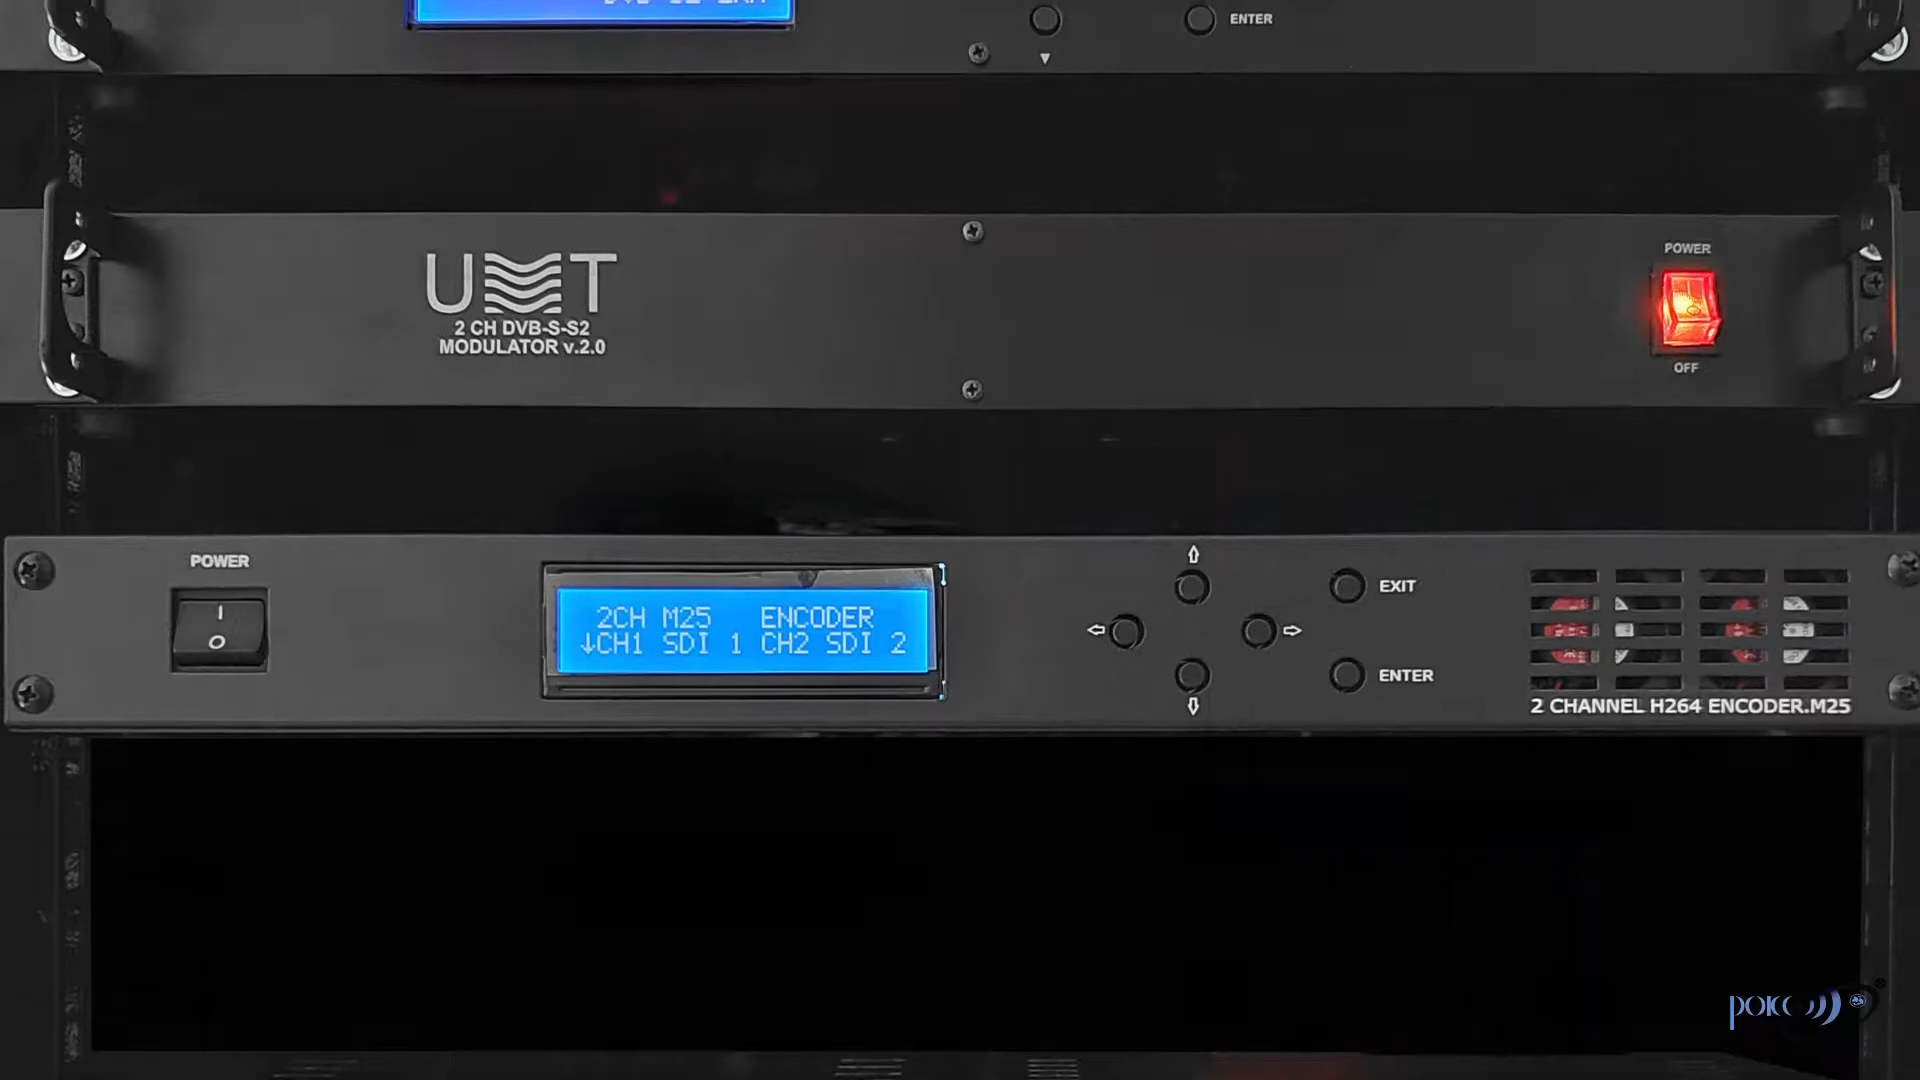 ENTER
UMT
2 CH DVB-S-S2
MODULATOR v.2.0
POWER
OFF
POWER
2CH M25 ENCODER
↓CH1 SDI 1 CH2 SDI 2
EXIT
ENTER
2 CHANNEL H264 ENCODER.M25